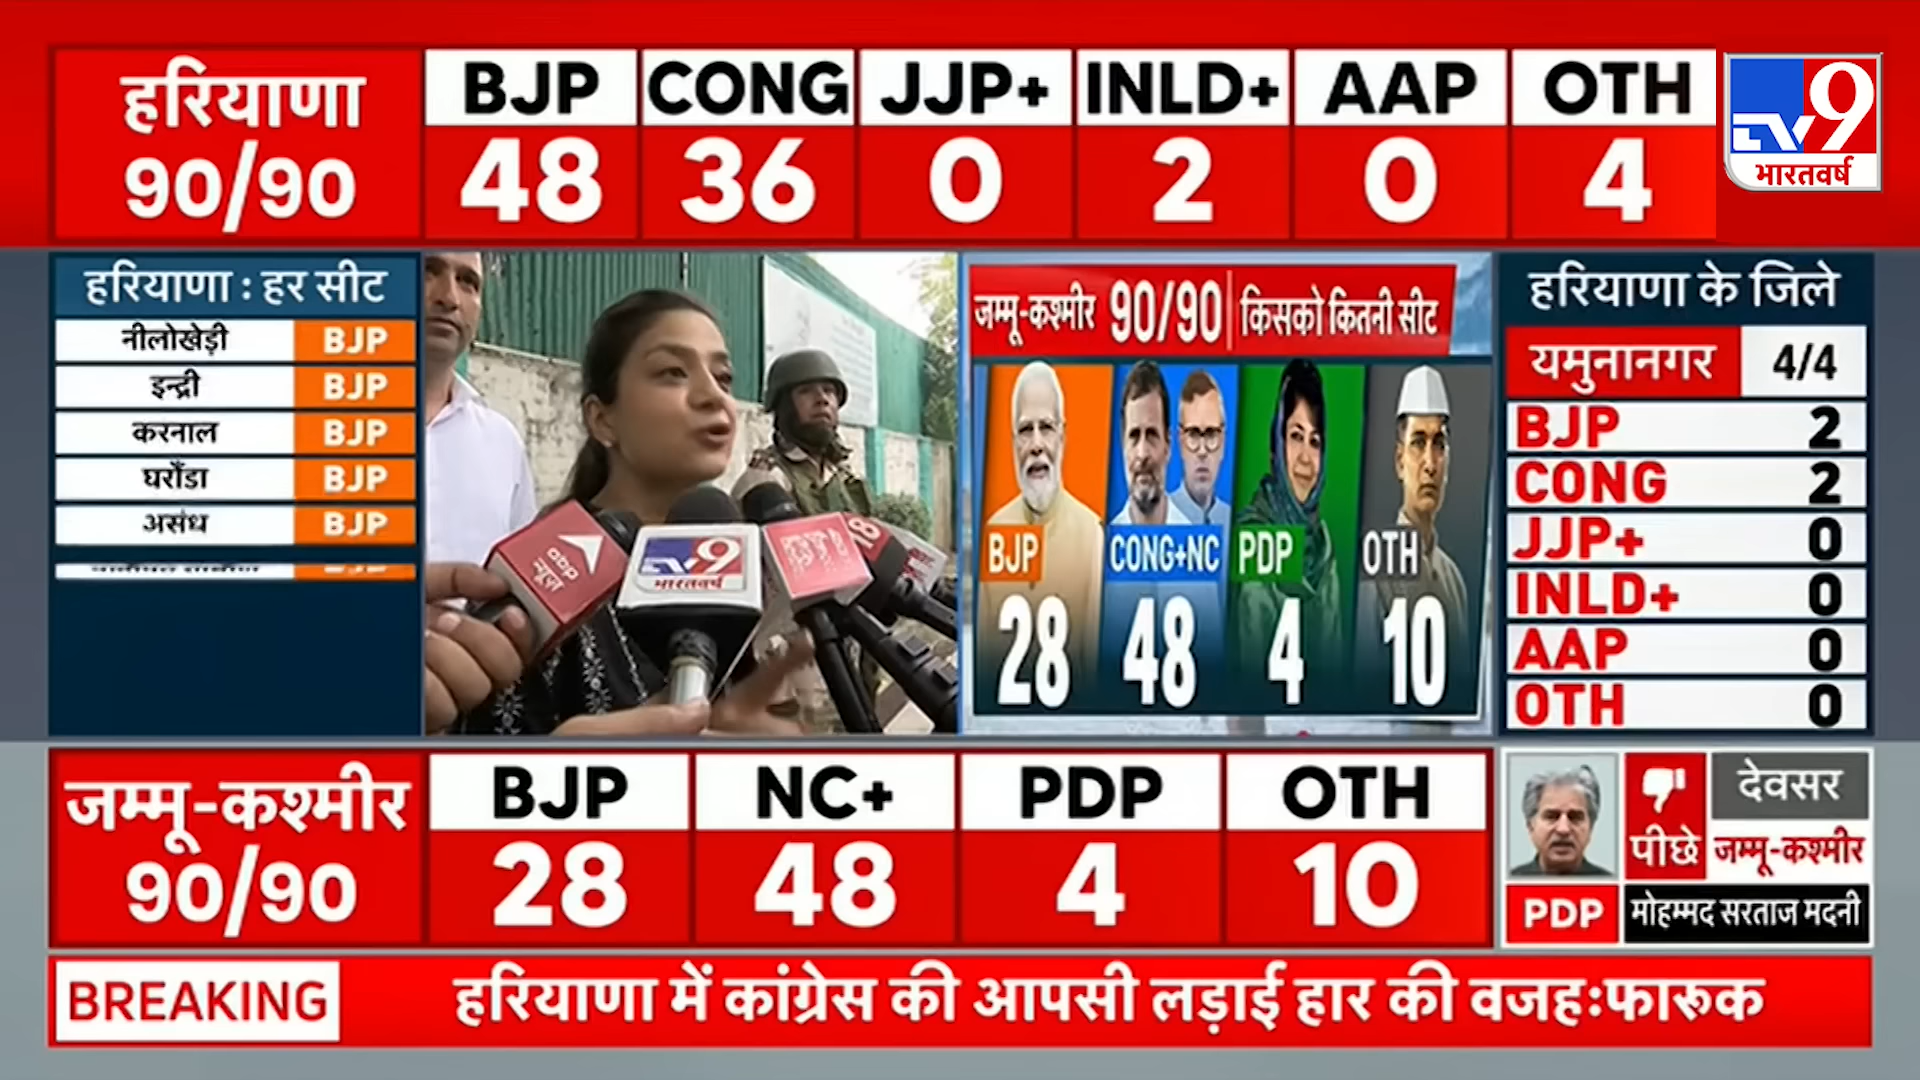 हरियाणा
90/90
BJP CONG JJP+ INLD+ AAP OTH
48 36 0 2 0 4
TV9
भारतवर्ष
हरियाणा : हर सीट
नीलोखेड़ी BJP
इन्द्री BJP
करनाल BJP
घरौंडा BJP
असंध BJP
abp
न्यूज़
TV9
भारतवर्ष
18
जम्मू-कश्मीर 90/90 किसको कितनी सीट
BJP CONG+NC PDP OTH
28 48 4 10
हरियाणा के जिले
यमुनानगर 4/4
BJP 2
CONG 2
JJP+ 0
INLD+ 0
AAP 0
OTH 0
जम्मू-कश्मीर
90/90
BJP NC+ PDP OTH
28 48 4 10
देवसर
पीछे जम्मू-कश्मीर
PDP मोहम्मद सरताज मदनी
BREAKING हरियाणा में कांग्रेस की आपसी लड़ाई हार की वजह:फारूक